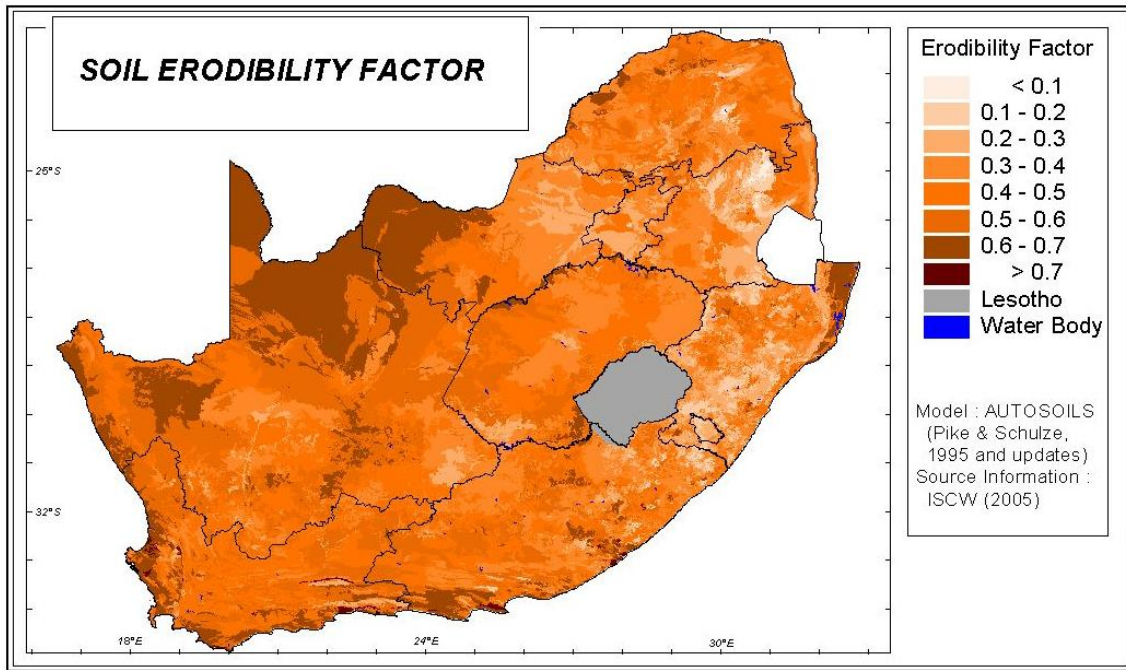 SOIL ERODIBILITY FACTOR
Erodibility Factor
< 0.1
0.1 - 0.2
0.2 - 0.3
0.3 - 0.4
0.4 - 0.5
0.5 - 0.6
0.6 - 0.7
> 0.7
Lesotho
Water Body
Model : AUTOSOILS
(Pike & Schulze,
1995 and updates)
Source Information :
ISCW (2005)
25°S
32°S
18°E
24°E
30°E